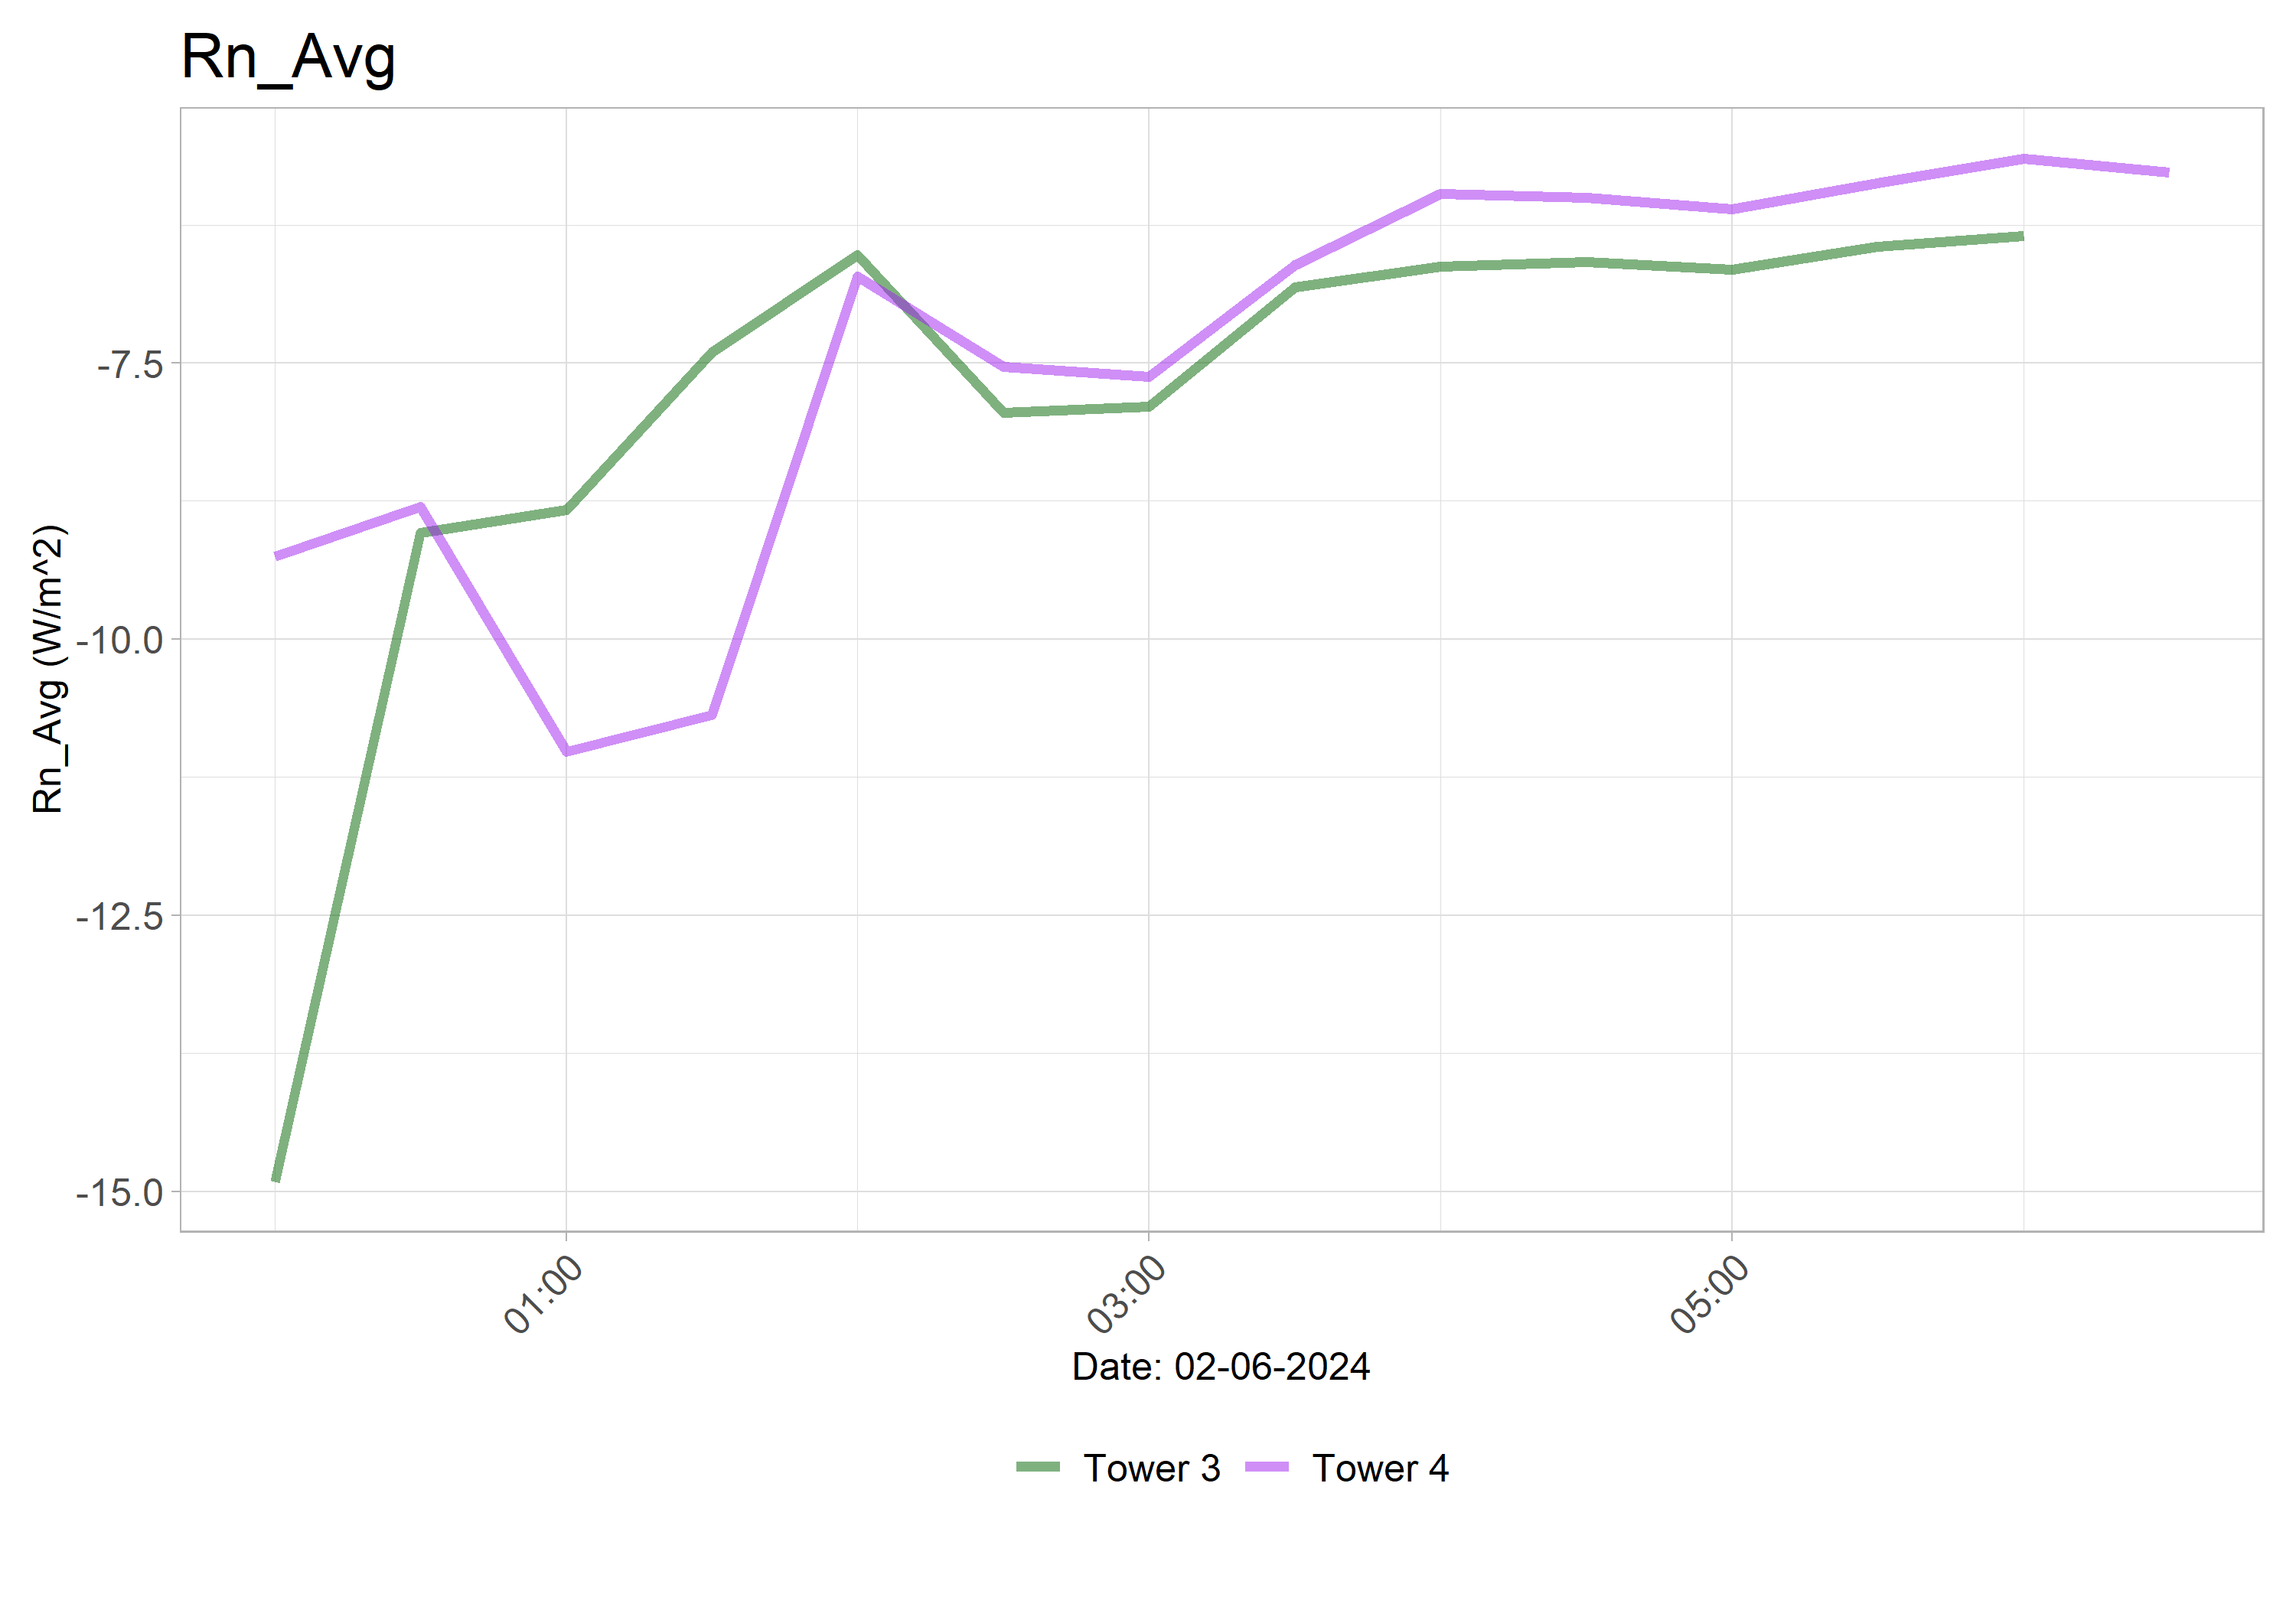 Rn_Avg
Rn_Avg (W/m^2)
-7.5
-10.0
-12.5
-15.0
01:00
03:00
05:00
Date: 02-06-2024
Tower 3
Tower 4